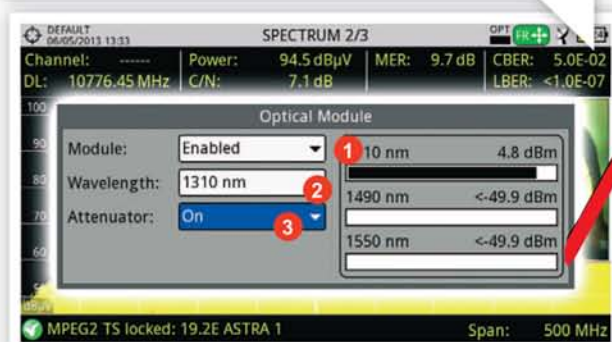 DEFAULT
06/05/2013 13:33
SPECTRUM 2/3
OPT
FR
Channel: ------
Power: 94.5 dBµV
MER: 9.7 dB
CBER: 5.0E-02
DL: 10776.45 MHz
C/N: 7.1 dB
LBER: <1.0E-07
100
90
80
70
60
Optical Module
Module: Enabled
Wavelength: 1310 nm
Attenuator: On
1
2
3
10 nm 4.8 dBm
1490 nm <-49.9 dBm
1550 nm <-49.9 dBm
dBµV
MPEG2 TS locked: 19.2E ASTRA 1
Span: 500 MHz